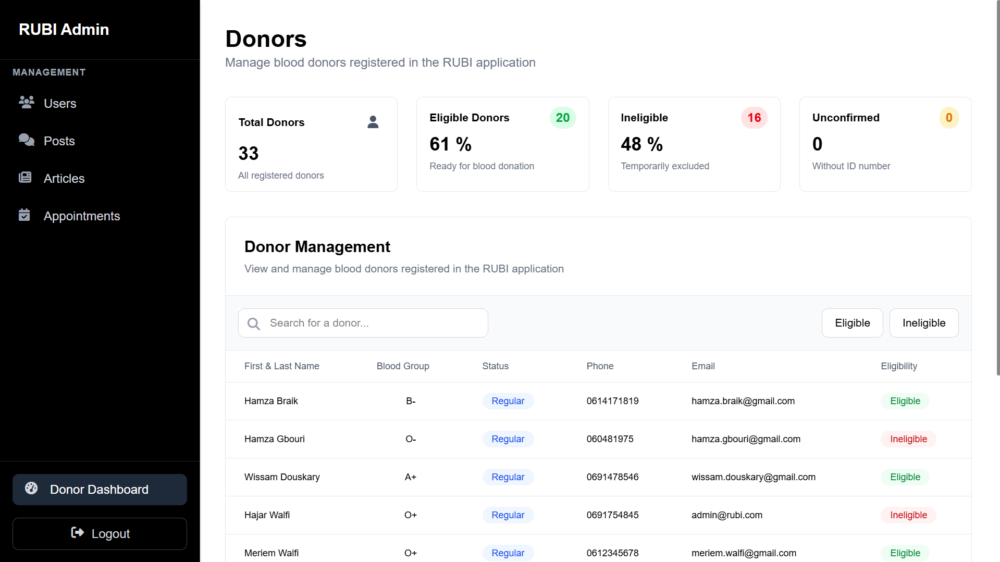 RUBI Admin
MANAGEMENT
Users
Posts
Articles
Appointments
Donor Dashboard
Logout
Donors
Manage blood donors registered in the RUBI application
Total Donors
33
All registered donors
Eligible Donors 20
61 %
Ready for blood donation
Ineligible 16
48 %
Temporarily excluded
Unconfirmed 0
0
Without ID number
Donor Management
View and manage blood donors registered in the RUBI application
Search for a donor... Eligible Ineligible
First & Last Name Blood Group Status Phone Email Eligibility
Hamza Braik B- Regular 0614171819 hamza.braik@gmail.com Eligible
Hamza Gbouri O- Regular 060481975 hamza.gbouri@gmail.com Ineligible
Wissam Douskary A+ Regular 0691478546 wissam.douskary@gmail.com Eligible
Hajar Walfi O+ Regular 0691754845 admin@rubi.com Ineligible
Meriem Walfi O+ Regular 0612345678 meriem.walfi@gmail.com Eligible